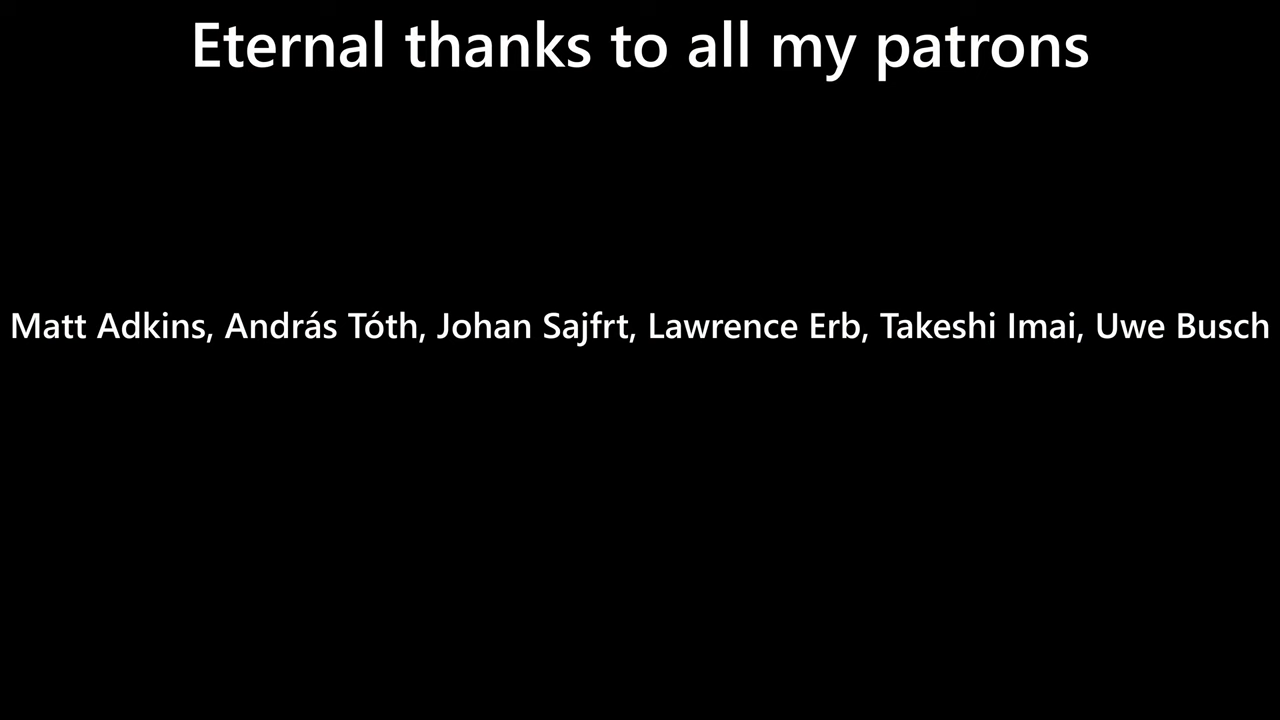 Eternal thanks to all my patrons
Matt Adkins, András Tóth, Johan Sajfrt, Lawrence Erb, Takeshi Imai, Uwe Busch